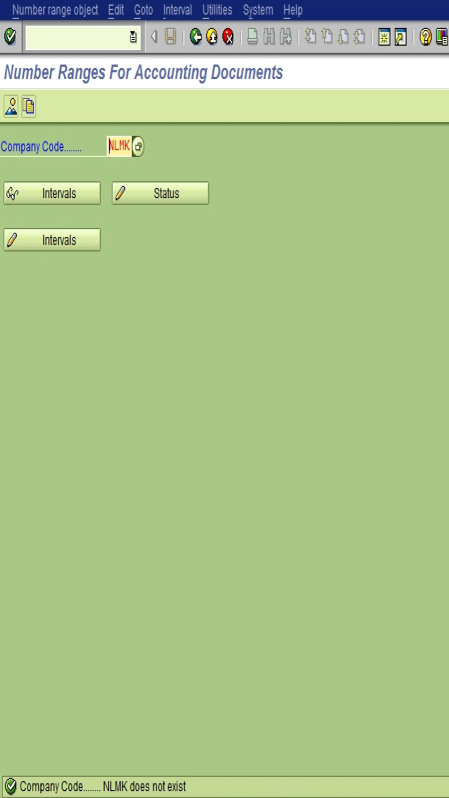 Number range object Edit Goto Interval Utilities System Help
Number Ranges For Accounting Documents
Company Code........ NLMK
Intervals Status
Intervals
Company Code........ NLMK does not exist